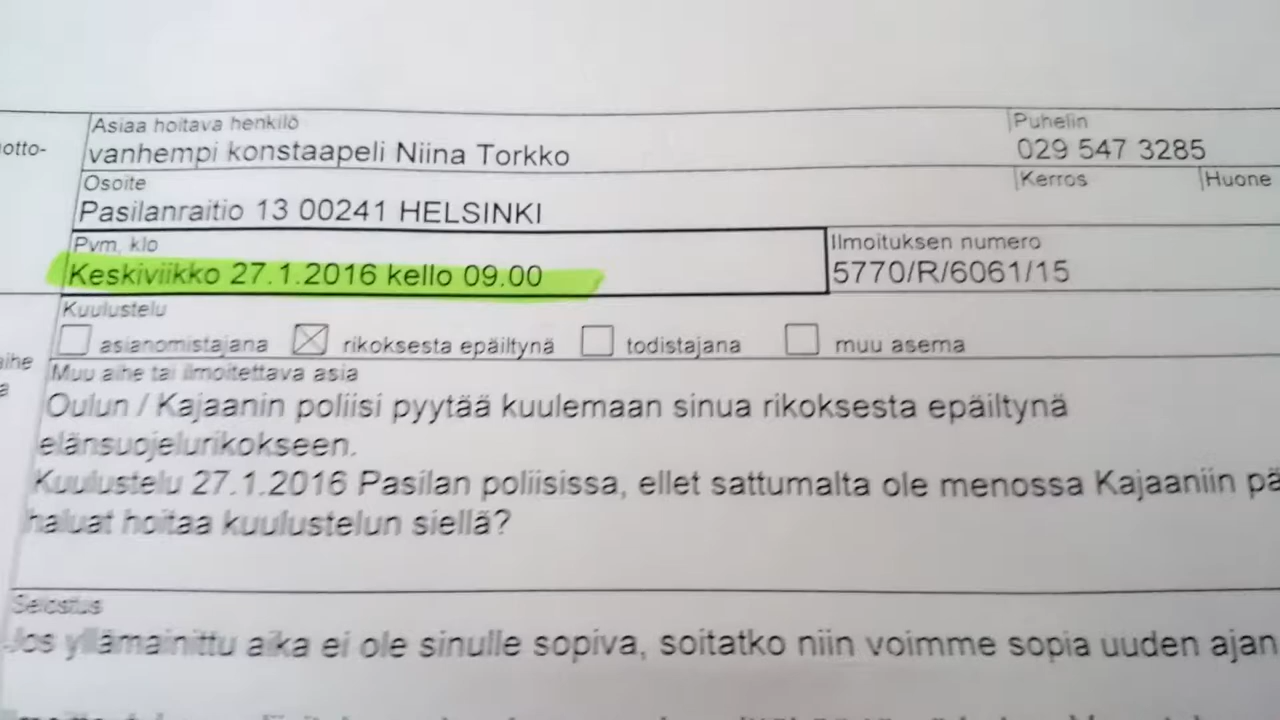 Asiaa hoitava henkilö
Puhelin
otto-
vanhempi konstaapeli Niina Torkko
029 547 3285
Osoite
Kerros
Huone
Pasilanraitio 13 00241 HELSINKI
Pvm, klo
Ilmoituksen numero
Keskiviikko 27.1.2016 kello 09.00
5770/R/6061/15
Kuulustelu
asianomistajana
rikoksesta epäiltynä
todistajana
muu asema
aihe
a
Muu aihe tai ilmoitettava asia
Oulun / Kajaanin poliisi pyytää kuulemaan sinua rikoksesta epäiltynä
elänsuojelurikokseen.
Kuulustelu 27.1.2016 Pasilan poliisissa, ellet sattumalta ole menossa Kajaaniin pä
haluat hoitaa kuulustelun siellä?
Selostus
Jos yllämainittu aika ei ole sinulle sopiva, soitatko niin voimme sopia uuden ajan